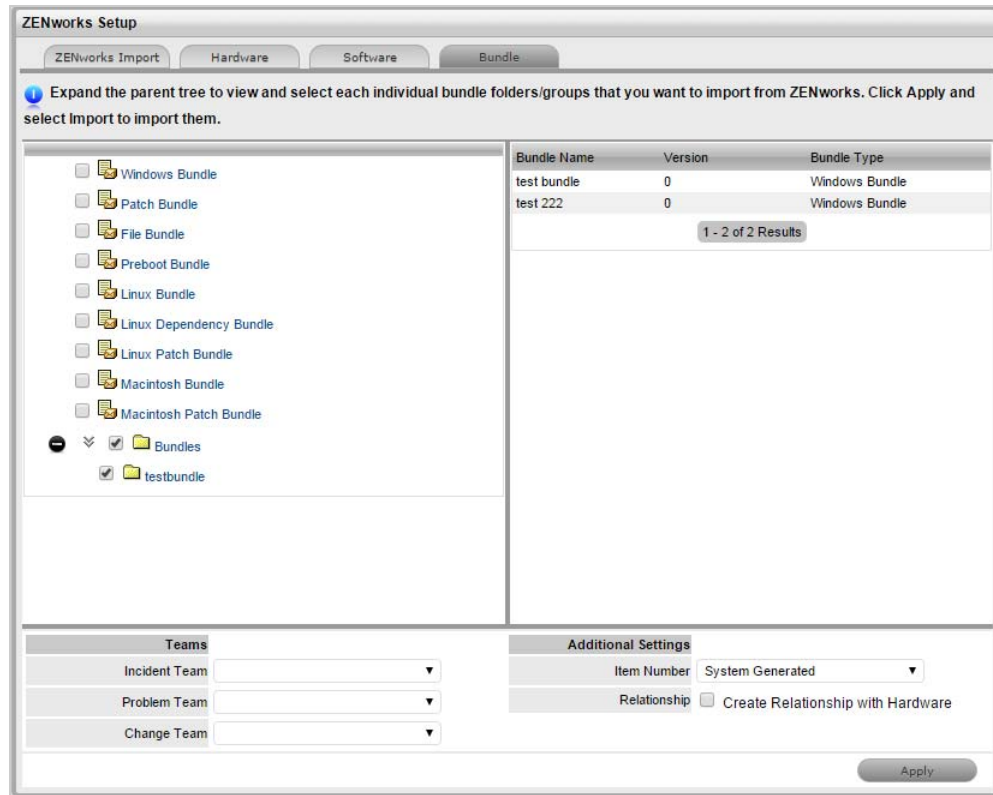 ZENworks Setup
ZENworks Import Hardware Software Bundle
Expand the parent tree to view and select each individual bundle folders/groups that you want to import from ZENworks. Click Apply and
select Import to import them.
Windows Bundle
Patch Bundle
File Bundle
Preboot Bundle
Linux Bundle
Linux Dependency Bundle
Linux Patch Bundle
Macintosh Bundle
Macintosh Patch Bundle
Bundles
testbundle
Bundle Name Version Bundle Type
test bundle 0 Windows Bundle
test 222 0 Windows Bundle
1 - 2 of 2 Results
Teams
Incident Team
Problem Team
Change Team
Additional Settings
Item Number System Generated
Relationship Create Relationship with Hardware
Apply